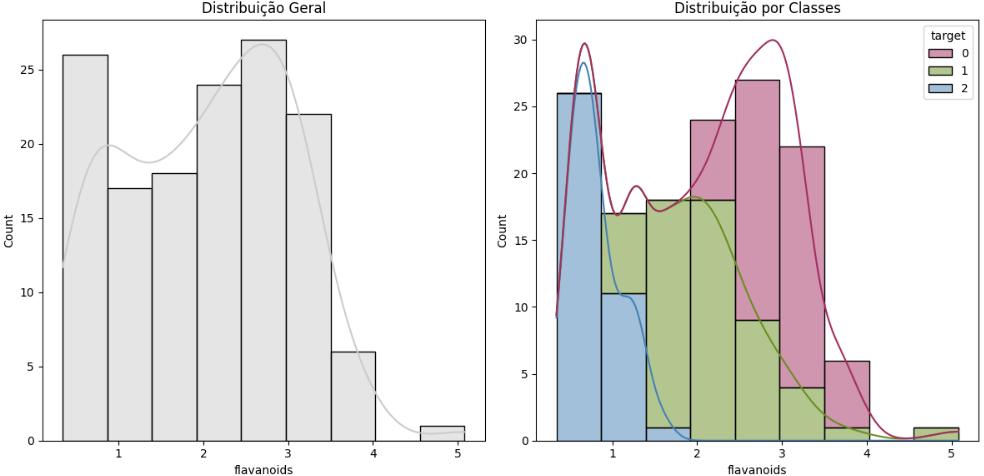 Distribuição Geral
Count
25
20
15
10
5
0
1 2 3 4 5
flavanoids
Distribuição por Classes
Count
30
25
20
15
10
5
0
1 2 3 4 5
flavanoids
target
0
1
2